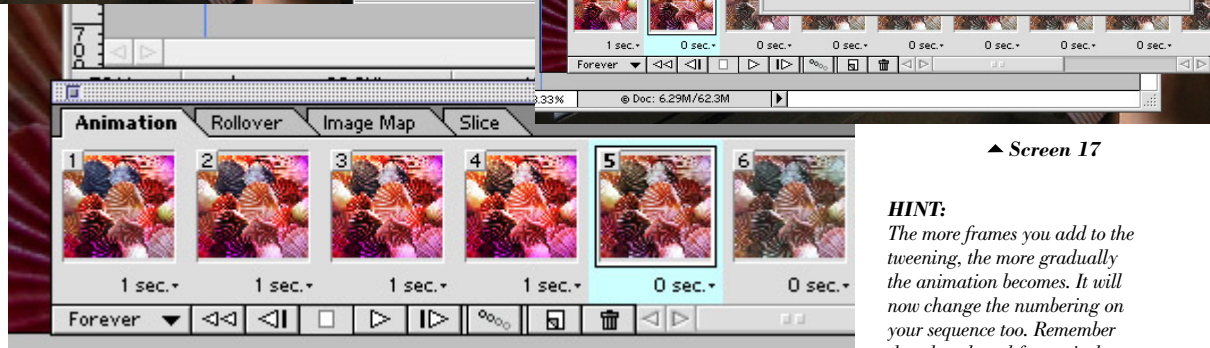 1 sec.
0 sec.
0 sec.
0 sec.
0 sec.
0 sec.
0 sec.
0 sec.
Forever
.33%
Doc: 6.29M/62.3M
Animation Rollover Image Map Slice
1 2 3 4 5 6
1 sec. 1 sec. 1 sec. 1 sec. 0 sec. 0 sec.
Forever
Screen 17
HINT:
The more frames you add to the
tweening, the more gradually
the animation becomes. It will
now change the numbering on
your sequence too. Remember